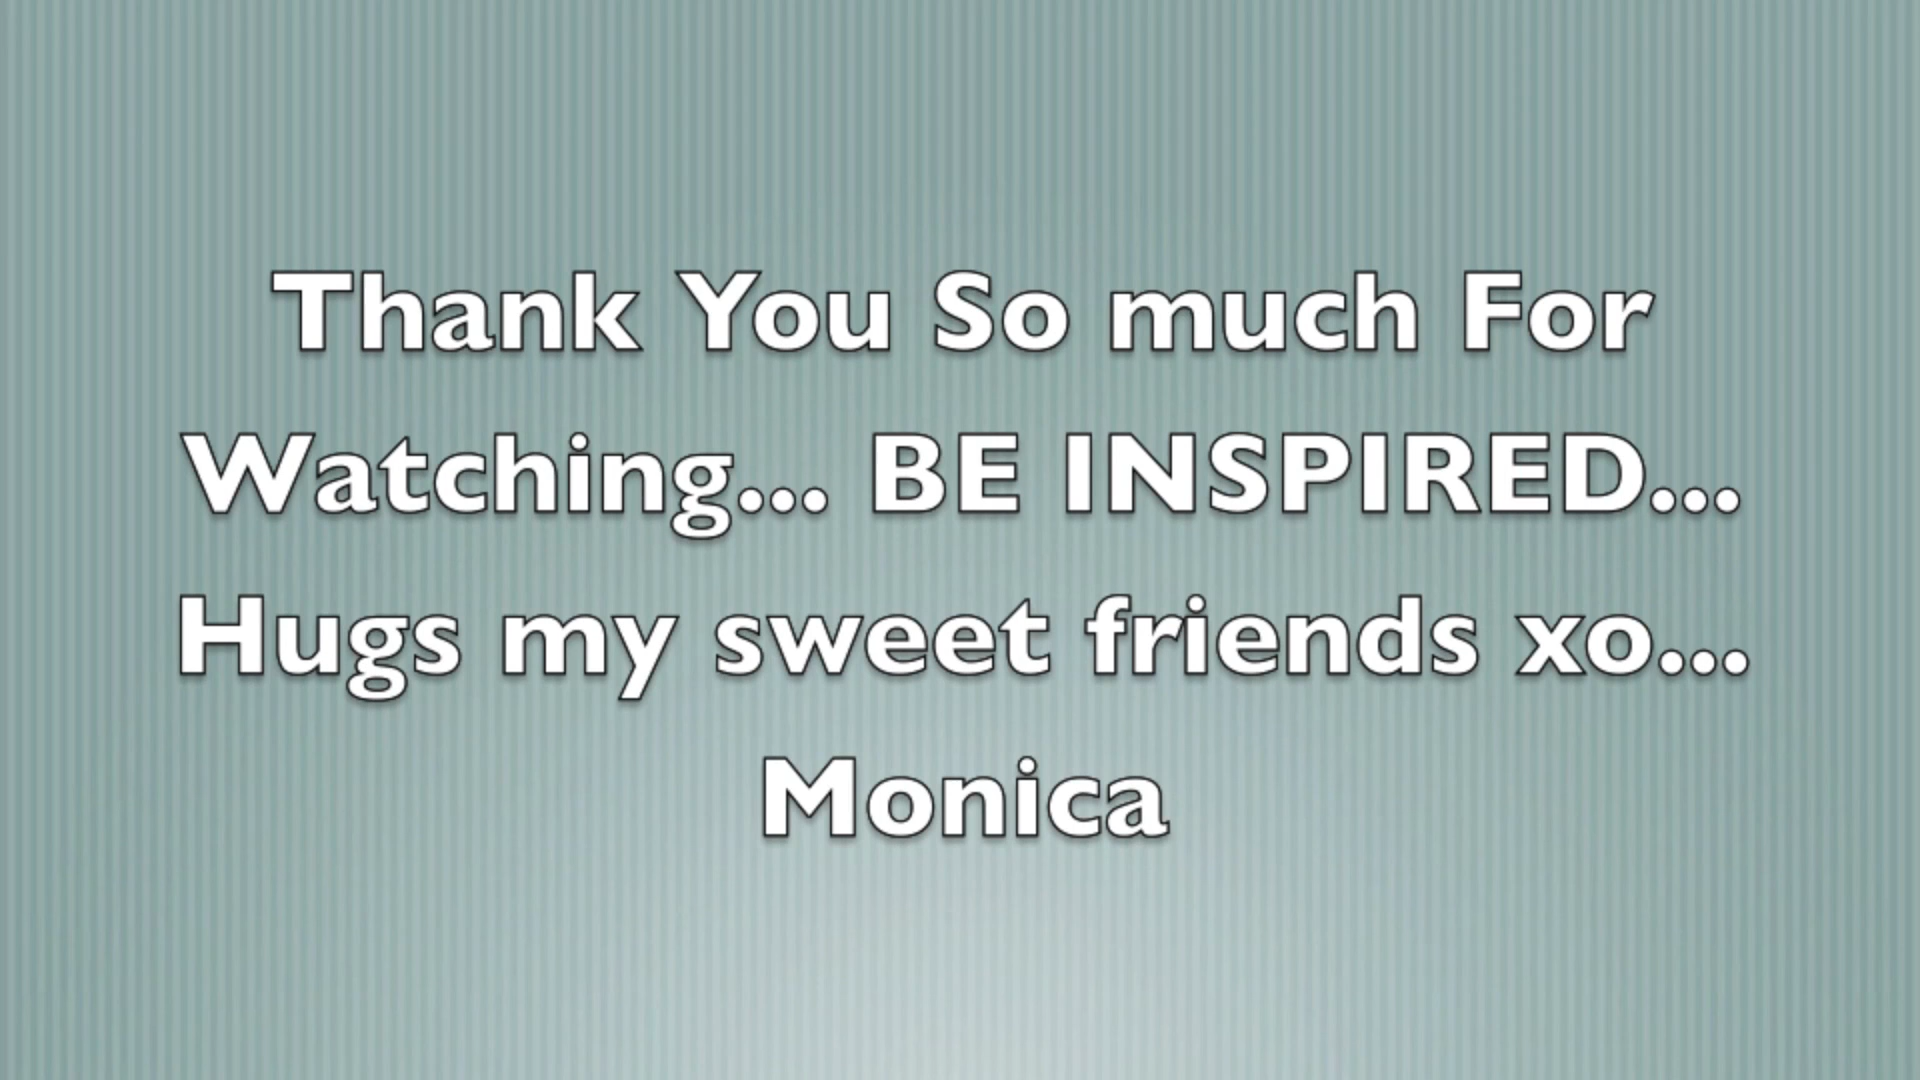 Thank You So much For
Watching... BE INSPIRED...
Hugs my sweet friends xo...
Monica